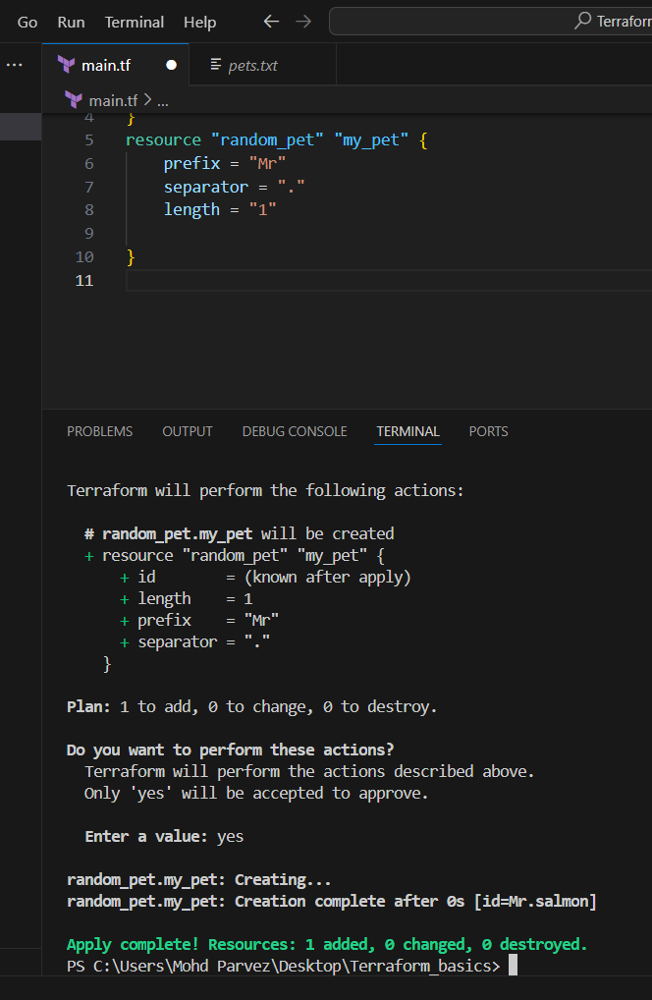 Go Run Terminal Help ← → Terrafor
... main.tf ● pets.txt
main.tf > ...
4 }
5 resource "random_pet" "my_pet" {
6 prefix = "Mr"
7 separator = "."
8 length = "1"
9
10 }
11
PROBLEMS OUTPUT DEBUG CONSOLE TERMINAL PORTS
Terraform will perform the following actions:
# random_pet.my_pet will be created
+ resource "random_pet" "my_pet" {
+ id = (known after apply)
+ length = 1
+ prefix = "Mr"
+ separator = "."
}
Plan: 1 to add, 0 to change, 0 to destroy.
Do you want to perform these actions?
Terraform will perform the actions described above.
Only 'yes' will be accepted to approve.
Enter a value: yes
random_pet.my_pet: Creating...
random_pet.my_pet: Creation complete after 0s [id=Mr.salmon]
Apply complete! Resources: 1 added, 0 changed, 0 destroyed.
PS C:\Users\Mohd Parvez\Desktop\Terraform_basics>